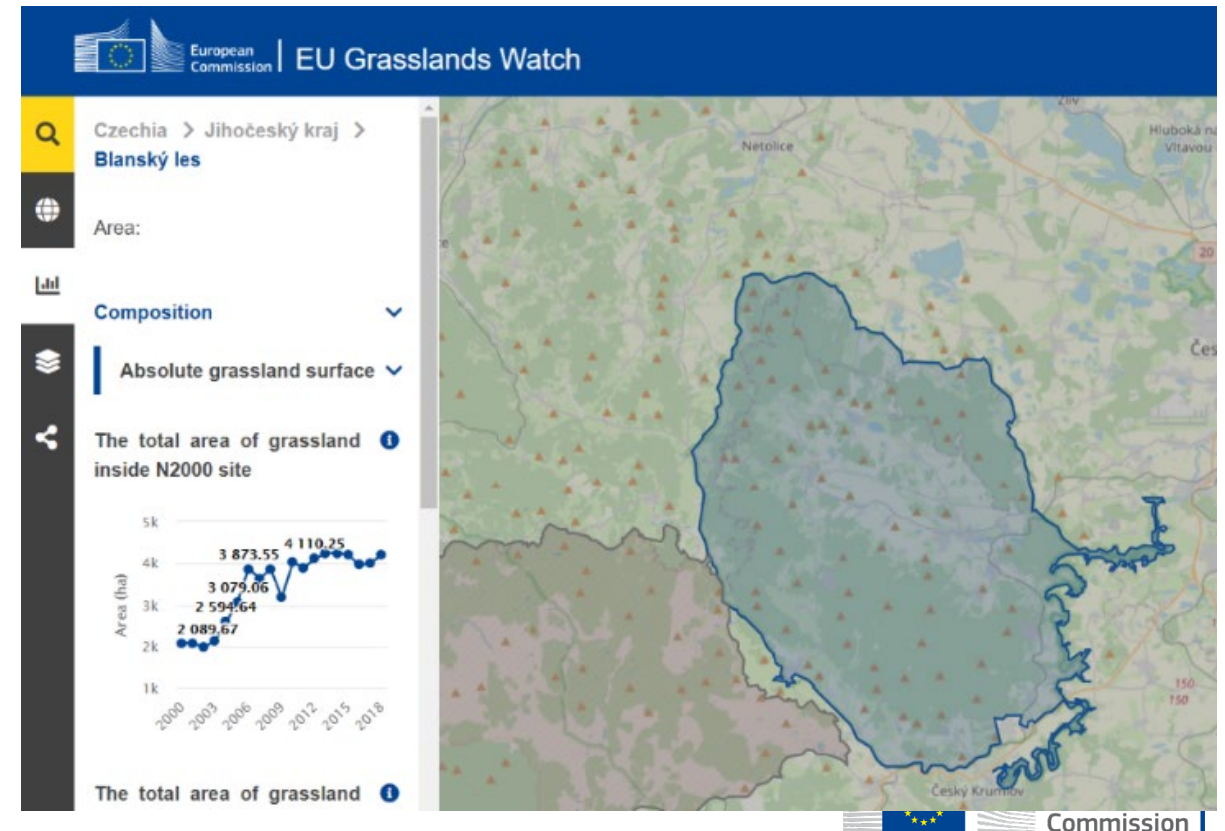 European
Commission
EU Grasslands Watch
Czechia > Jihočeský kraj >
Blanský les
Area:
Composition
Absolute grassland surface
The total area of grassland
inside N2000 site
5k
4k
3k
2k
1k
Area (ha)
2 089.67
2 594.64
3 079.06
3 873.55
4 110.25
2000
2003
2006
2009
2012
2015
2018
The total area of grassland
Netolice
Zliv
Hluboká na
Vltavou
20
Čes
150
150
Český Krumlov
Commission